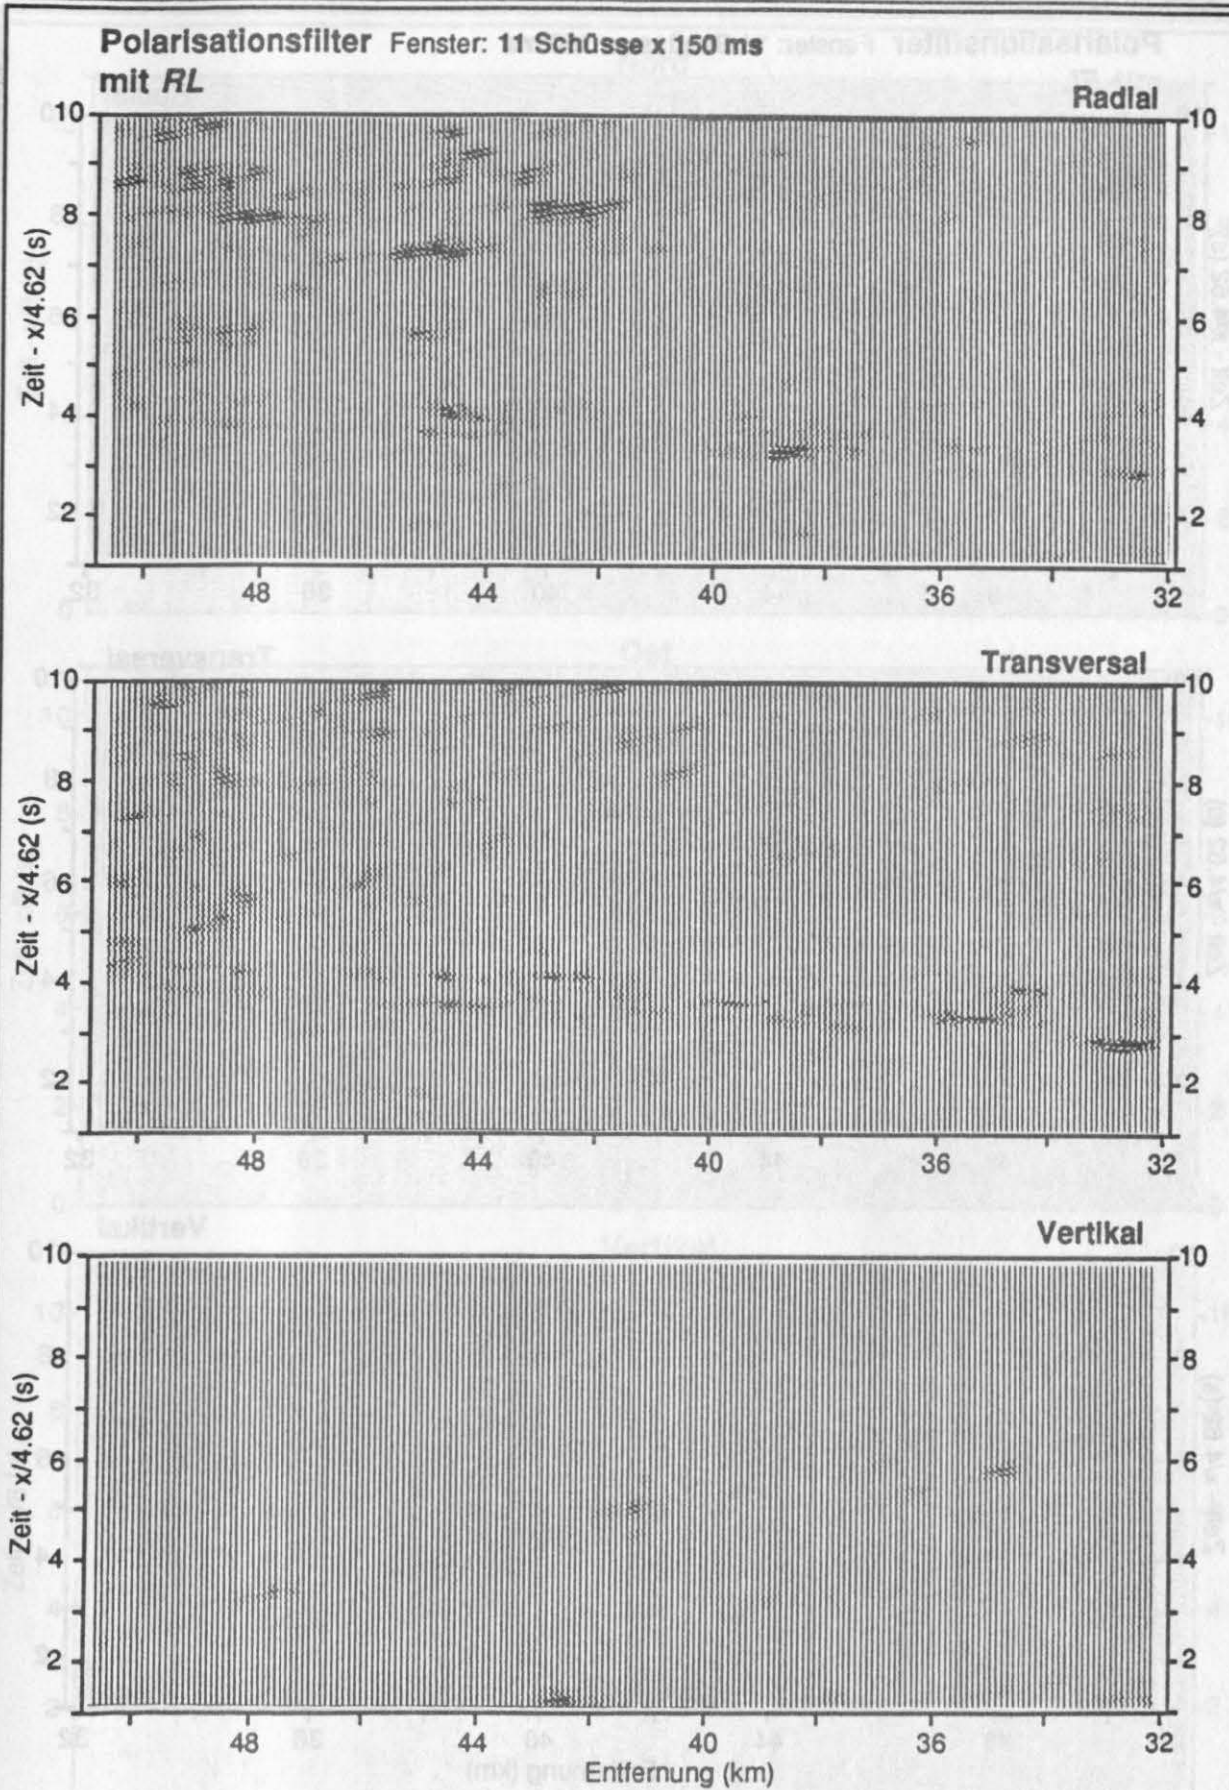 Polarisationsfilter Fenster: 11 Schüsse x 150 ms
mit RL
Radial
10 10
8 8
6 6
4 4
2 2
Zeit - x/4.62 (s)
48 44 40 36 32
Transversal
10 10
8 8
6 6
4 4
2 2
Zeit - x/4.62 (s)
48 44 40 36 32
Vertikal
10 10
8 8
6 6
4 4
2 2
Zeit - x/4.62 (s)
48 44 40 36 32
Entfernung (km)